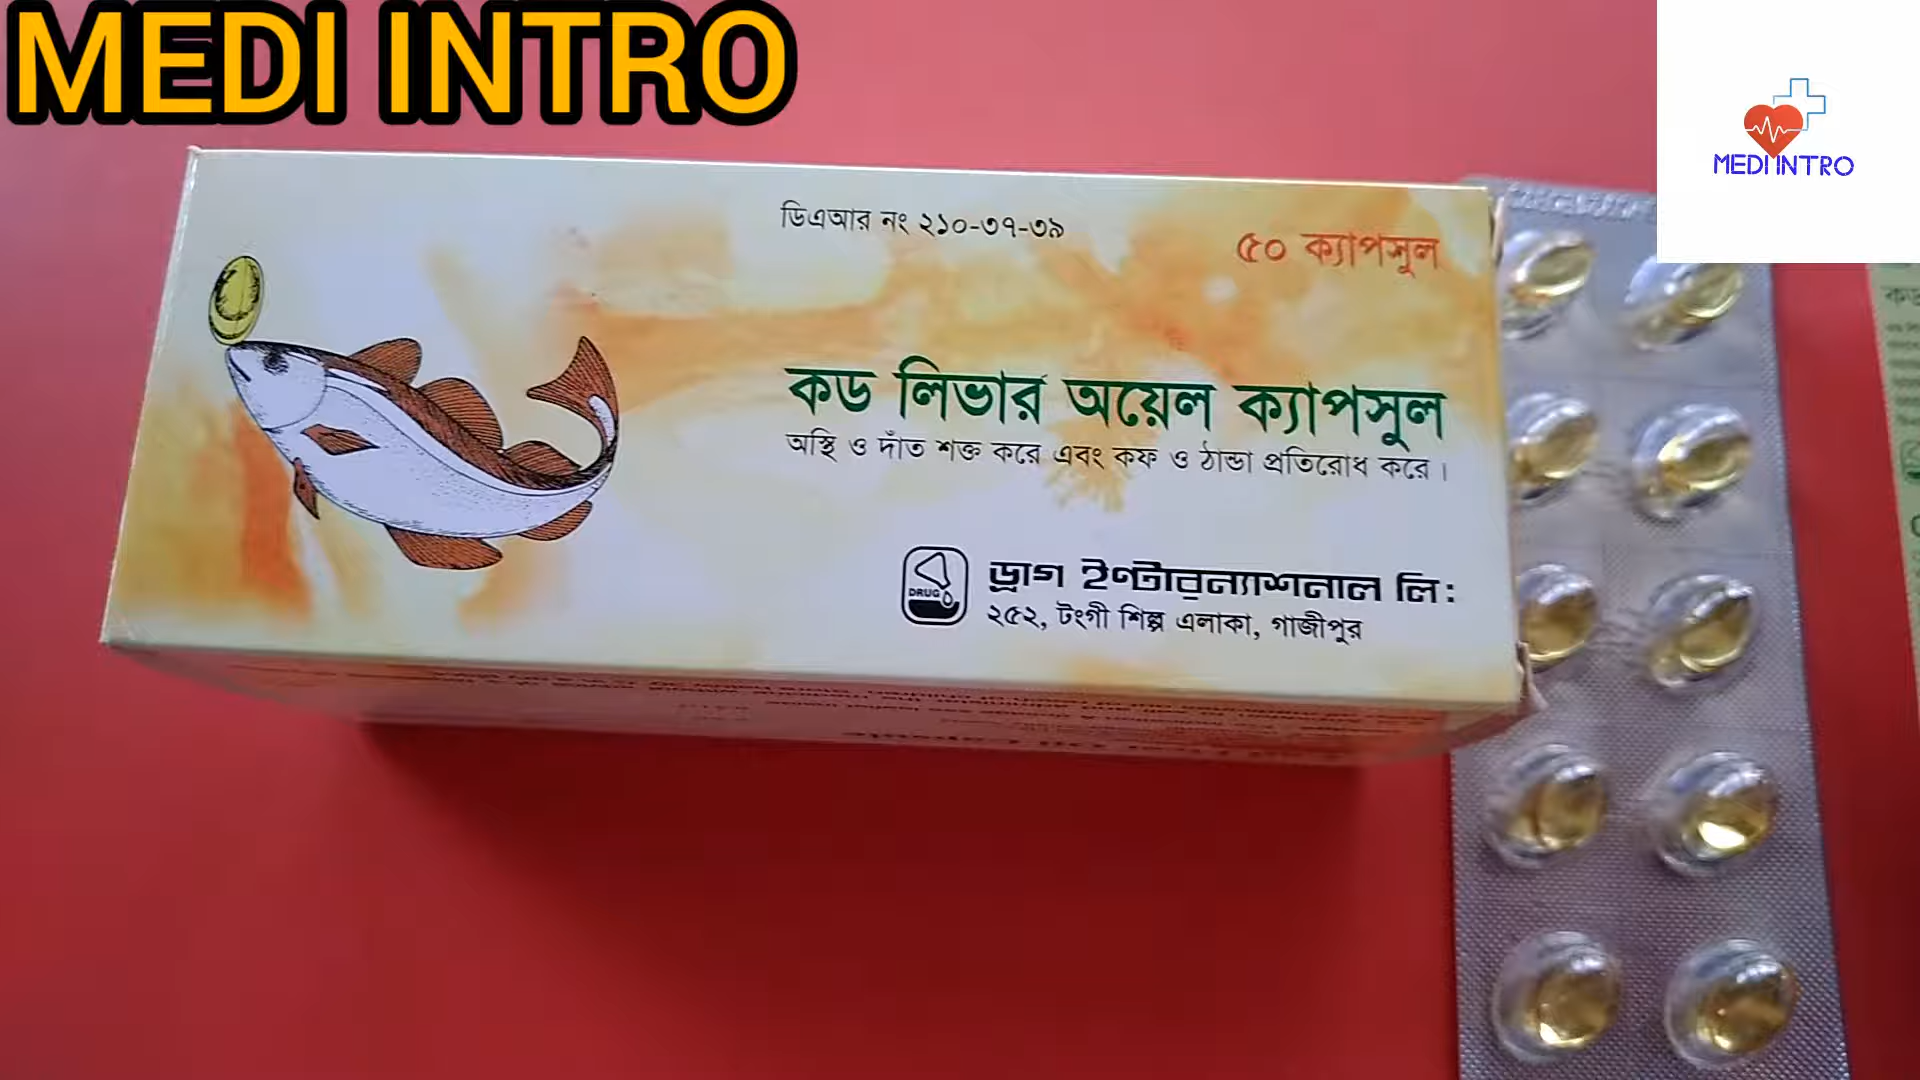 MEDI INTRO
MEDI INTRO
ডিএআর নং ২১০-৩৭-৩৯
৫০ ক্যাপসুল
কড লিভার অয়েল ক্যাপসুল
অস্থি ও দাঁত শক্ত করে এবং কফ ও ঠান্ডা প্রতিরোধ করে।
DRUG
ড্রাগ ইন্টারন্যাশনাল লি:
২৫২, টংগী শিল্প এলাকা, গাজীপুর